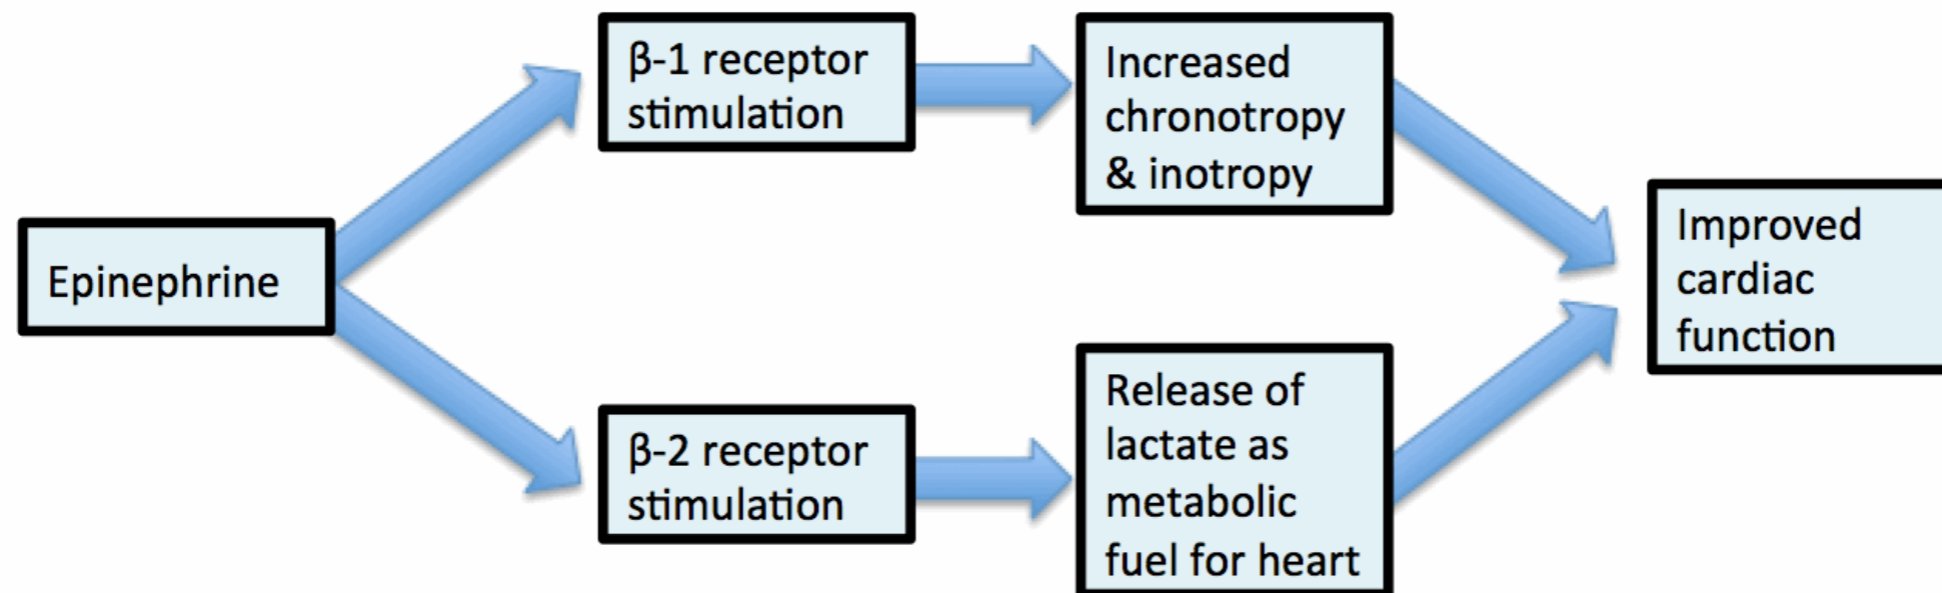 Epinephrine
β-1 receptor
stimulation
Increased
chronotropy
& inotropy
β-2 receptor
stimulation
Release of
lactate as
metabolic
fuel for heart
Improved
cardiac
function